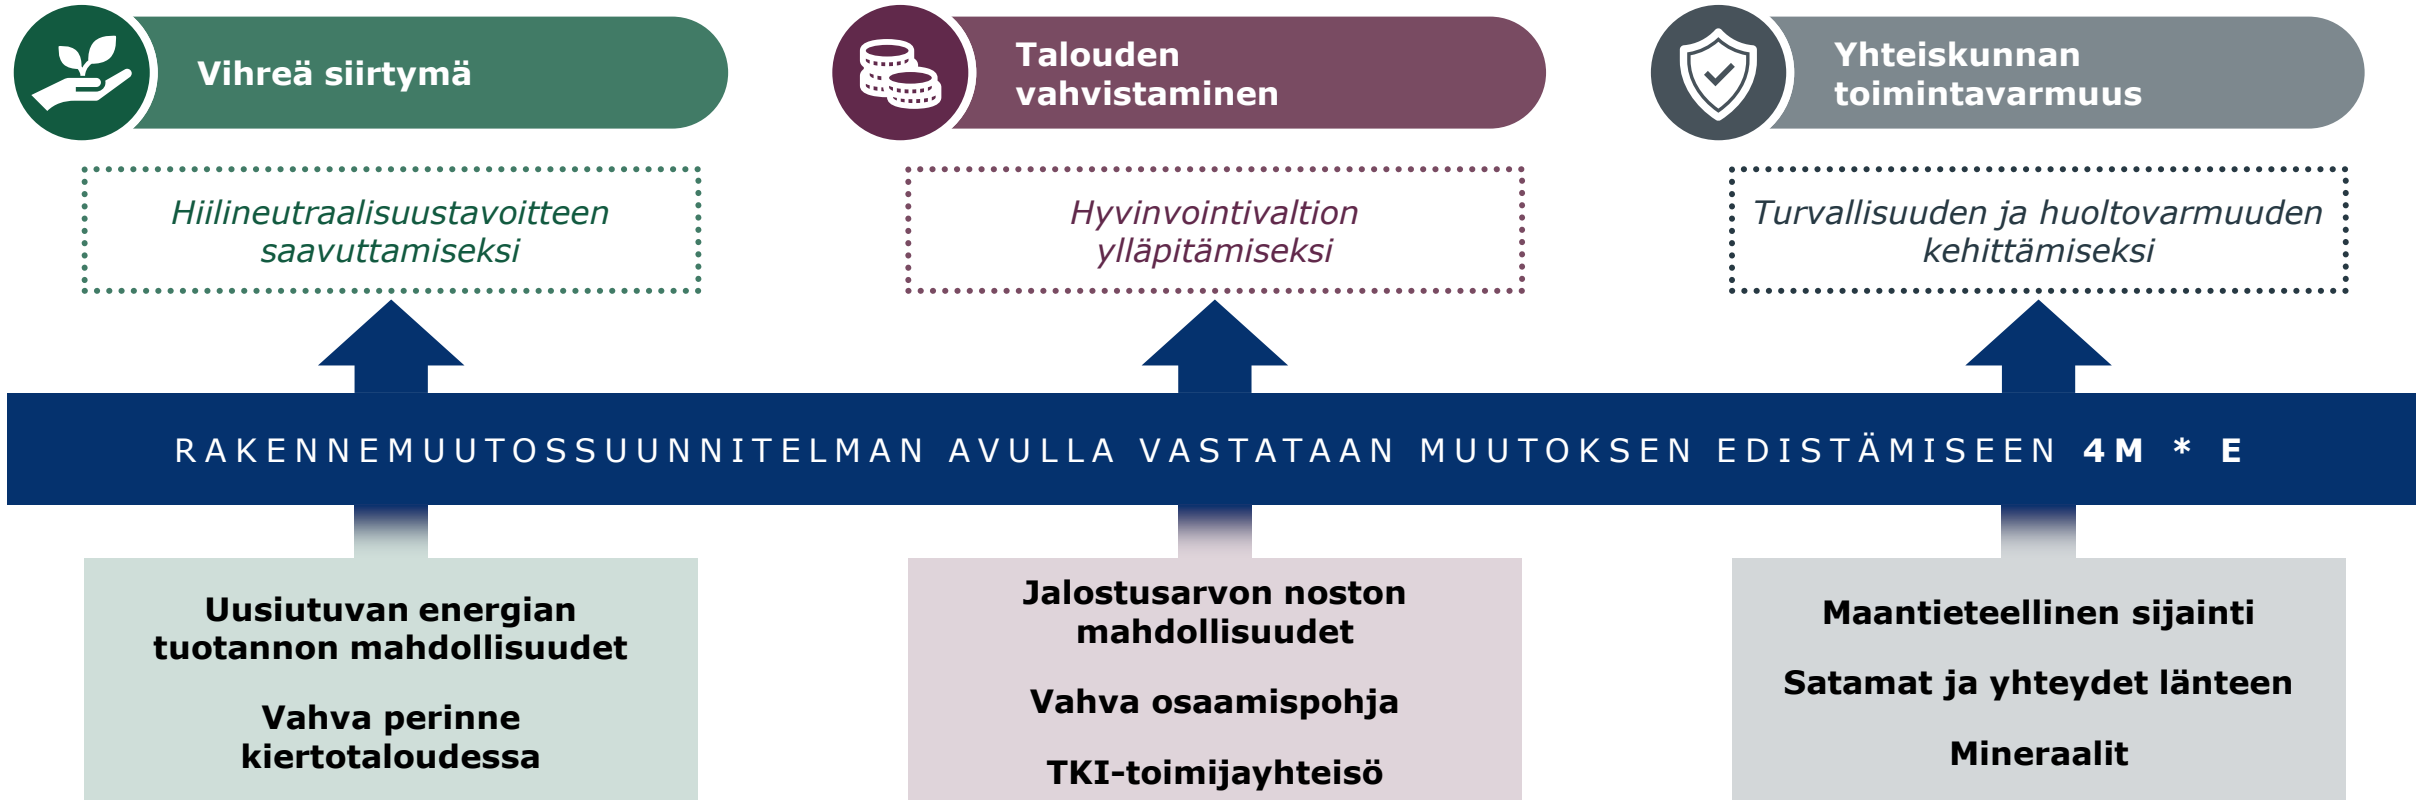 Vihreä siirtymä
Talouden
vahvistaminen
Yhteiskunnan
toimintavarmuus
Hiilineutraalisuustavoitteen
saavuttamiseksi
Hyvinvointivaltion
ylläpitämiseksi
Turvallisuuden ja huoltovarmuuden
kehittämiseksi
RAKENNEMUUTOSSUUNNITELMAN AVULLA VASTATAAN MUUTOKSEN EDISTÄMISEEN 4M * E
Uusiutuvan energian
tuotannon mahdollisuudet
Vahva perinne
kiertotaloudessa
Jalostusarvon noston
mahdollisuudet
Vahva osaamispohja
TKI-toimijayhteisö
Maantieteellinen sijainti
Satamat ja yhteydet länteen
Mineraalit